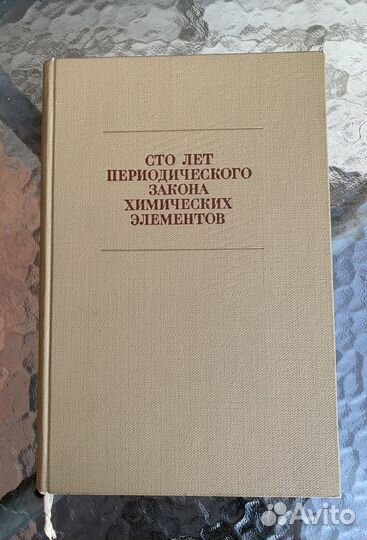 СТО ЛЕТ
ПЕРИОДИЧЕСКОГО
ЗАКОНА
ХИМИЧЕСКИХ
ЭЛЕМЕНТОВ
Avito